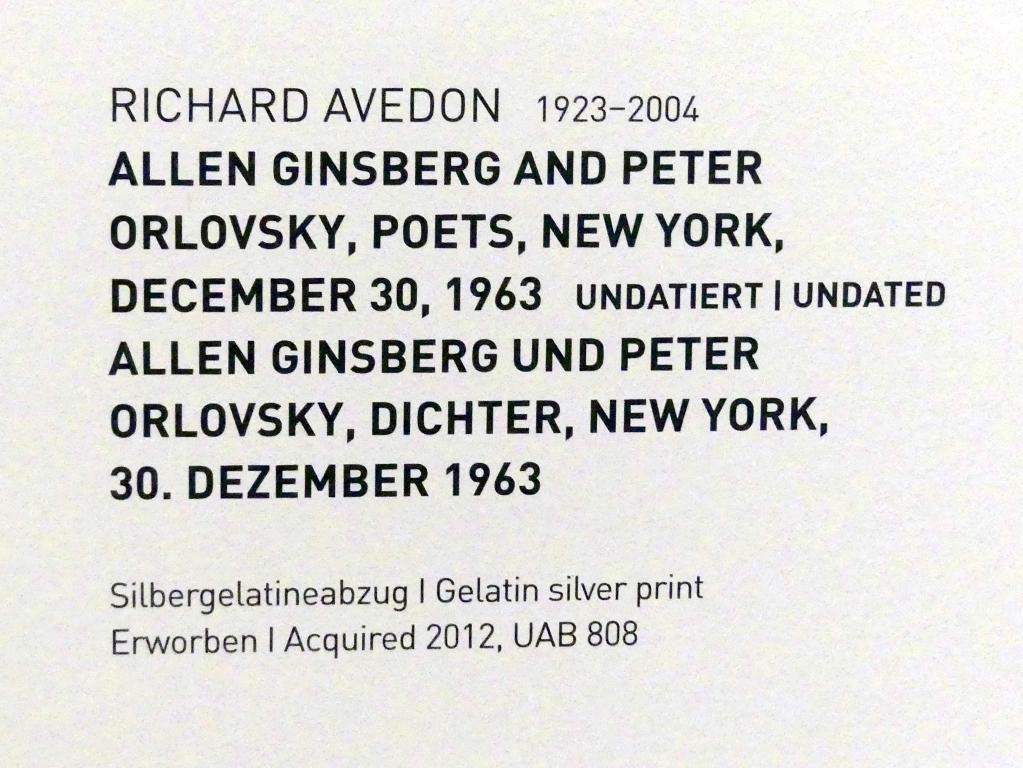 RICHARD AVEDON 1923–2004
ALLEN GINSBERG AND PETER
ORLOVSKY, POETS, NEW YORK,
DECEMBER 30, 1963 UNDATIERT | UNDATED
ALLEN GINSBERG UND PETER
ORLOVSKY, DICHTER, NEW YORK,
30. DEZEMBER 1963
Silbergelatineabzug | Gelatin silver print
Erworben | Acquired 2012, UAB 808